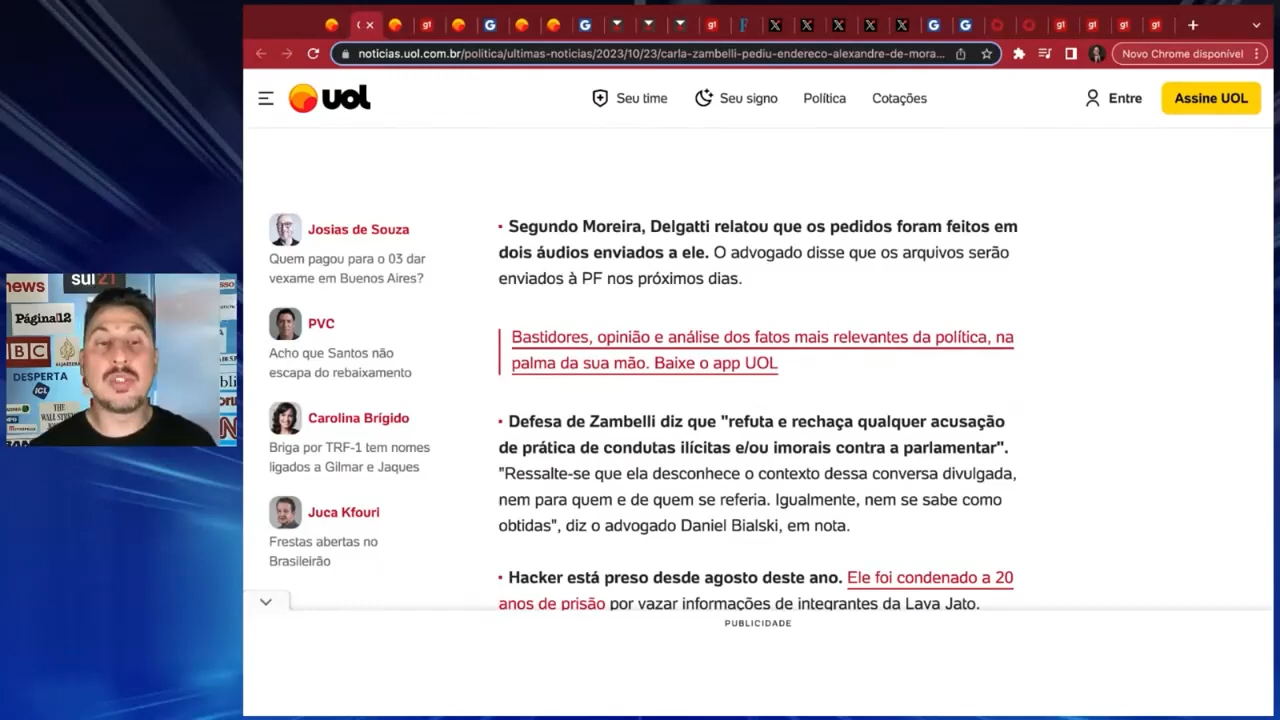 noticias.uol.com.br/politica/ultimas-noticias/2023/10/23/carla-zambelli-pediu-endereco-alexandre-de-mora...
Novo Chrome disponível
uol
Seu time
Seu signo
Política
Cotações
Entre
Assine UOL
Josias de Souza
Quem pagou para o 03 dar
vexame em Buenos Aires?
PVC
Acho que Santos não
escapa do rebaixamento
Carolina Brígido
Briga por TRF-1 tem nomes
ligados a Gilmar e Jaques
Juca Kfouri
Frestas abertas no
Brasileirão
Segundo Moreira, Delgatti relatou que os pedidos foram feitos em
dois áudios enviados a ele. O advogado disse que os arquivos serão
enviados à PF nos próximos dias.
Bastidores, opinião e análise dos fatos mais relevantes da política, na
palma da sua mão. Baixe o app UOL
Defesa de Zambelli diz que "refuta e rechaça qualquer acusação
de prática de condutas ilícitas e/ou imorais contra a parlamentar".
"Ressalte-se que ela desconhece o contexto dessa conversa divulgada,
nem para quem e de quem se referia. Igualmente, nem se sabe como
obtidas", diz o advogado Daniel Bialski, em nota.
Hacker está preso desde agosto deste ano. Ele foi condenado a 20
anos de prisão por vazar informações de integrantes da Lava Jato.
PUBLICIDADE
news
sul21
Página12
BBC
DESPERTA
ICL
THE